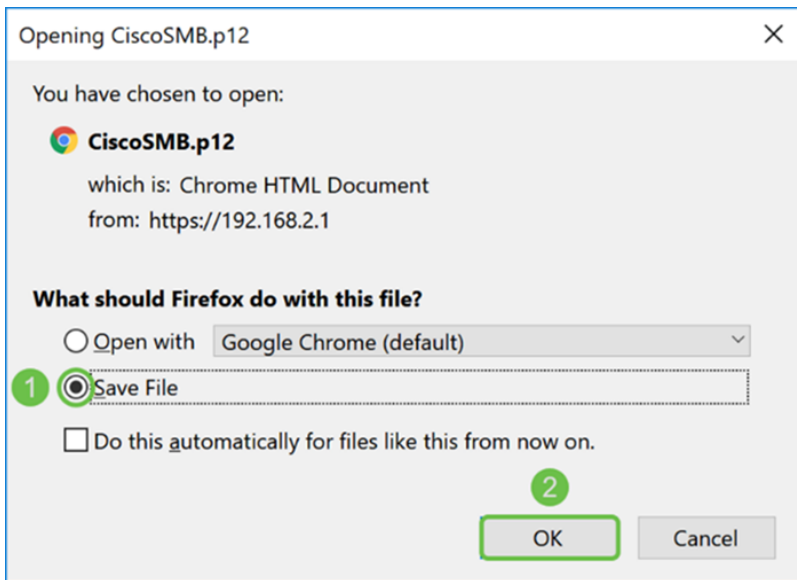 Opening CiscoSMB.p12
You have chosen to open:
CiscoSMB.p12
which is: Chrome HTML Document
from: https://192.168.2.1
What should Firefox do with this file?
Open with Google Chrome (default)
1 Save File
Do this automatically for files like this from now on.
2
OK Cancel